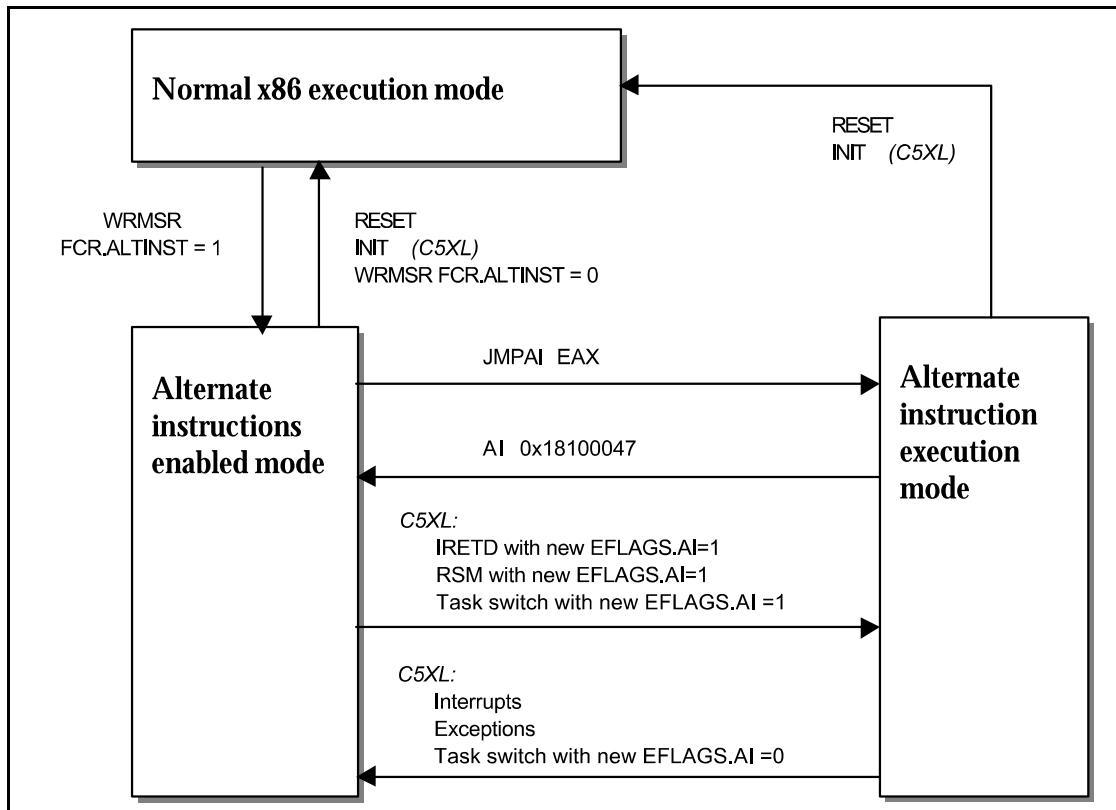 Normal x86 execution mode
RESET
INIT (C5XL)
WRMSR
FCR.ALTINST = 1
RESET
INIT (C5XL)
WRMSR FCR.ALTINST = 0
Alternate
instructions
enabled mode
JMPAI EAX
AI 0x18100047
C5XL:
IRETD with new EFLAGS.AI=1
RSM with new EFLAGS.AI=1
Task switch with new EFLAGS.AI =1
C5XL:
Interrupts
Exceptions
Task switch with new EFLAGS.AI =0
Alternate
instruction
execution
mode